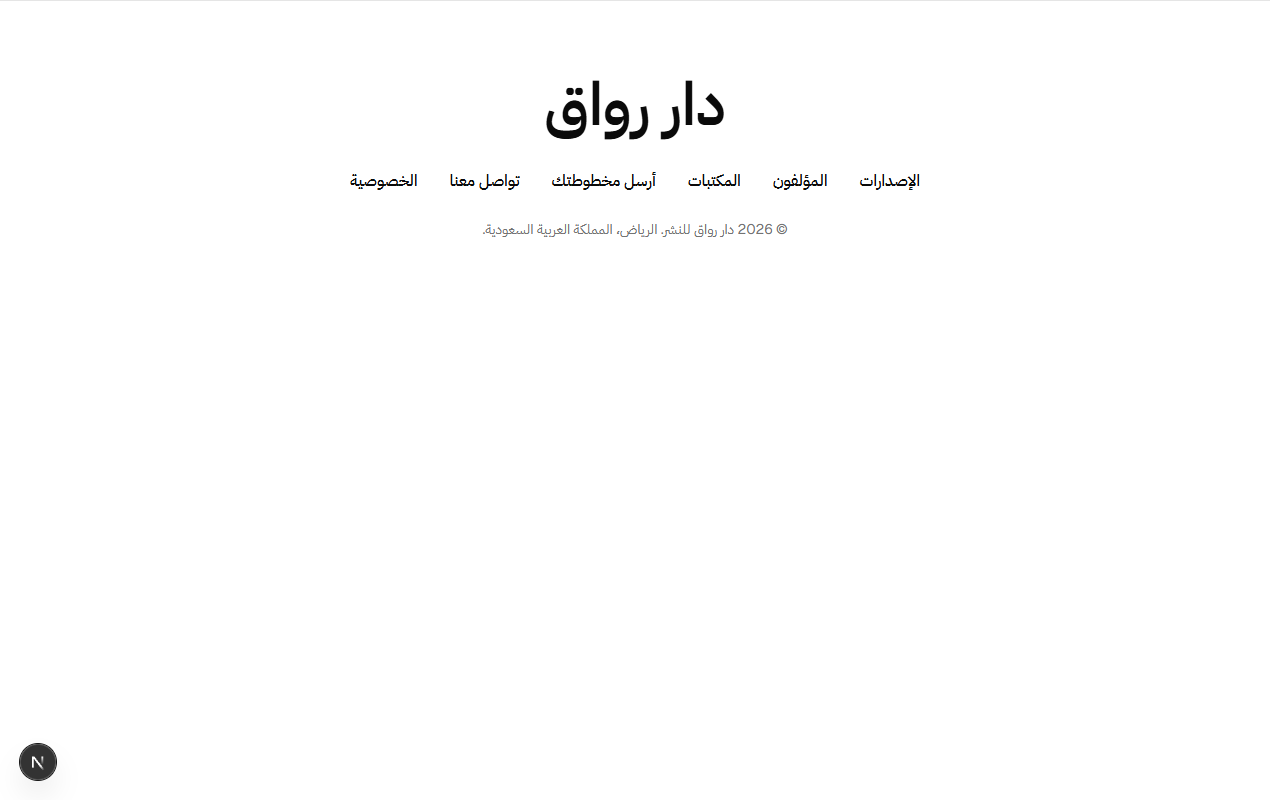 دار رواق
الإصدارات المؤلفون المكتبات أرسل مخطوطتك تواصل معنا الخصوصية
© 2026 دار رواق للنشر. الرياض، المملكة العربية السعودية.
N